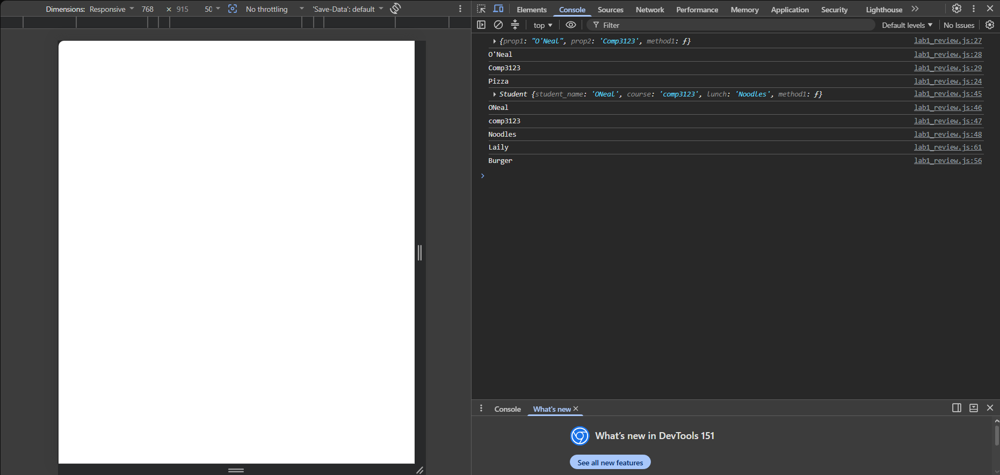 Dimensions: Responsive 768 × 915 50 No throttling 'Save-Data': default
Elements Console Sources Network Performance Memory Application Security Lighthouse
top Filter Default levels No Issues
{prop1: "O'Neal", prop2: 'Comp3123', method1: ƒ} lab1_review.js:27
O'Neal lab1_review.js:28
Comp3123 lab1_review.js:29
Pizza lab1_review.js:24
Student {student_name: 'ONeal', course: 'comp3123', lunch: 'Noodles', method1: ƒ} lab1_review.js:45
ONeal lab1_review.js:46
comp3123 lab1_review.js:47
Noodles lab1_review.js:48
Laily lab1_review.js:61
Burger lab1_review.js:56
Console What's new
What's new in DevTools 151
See all new features